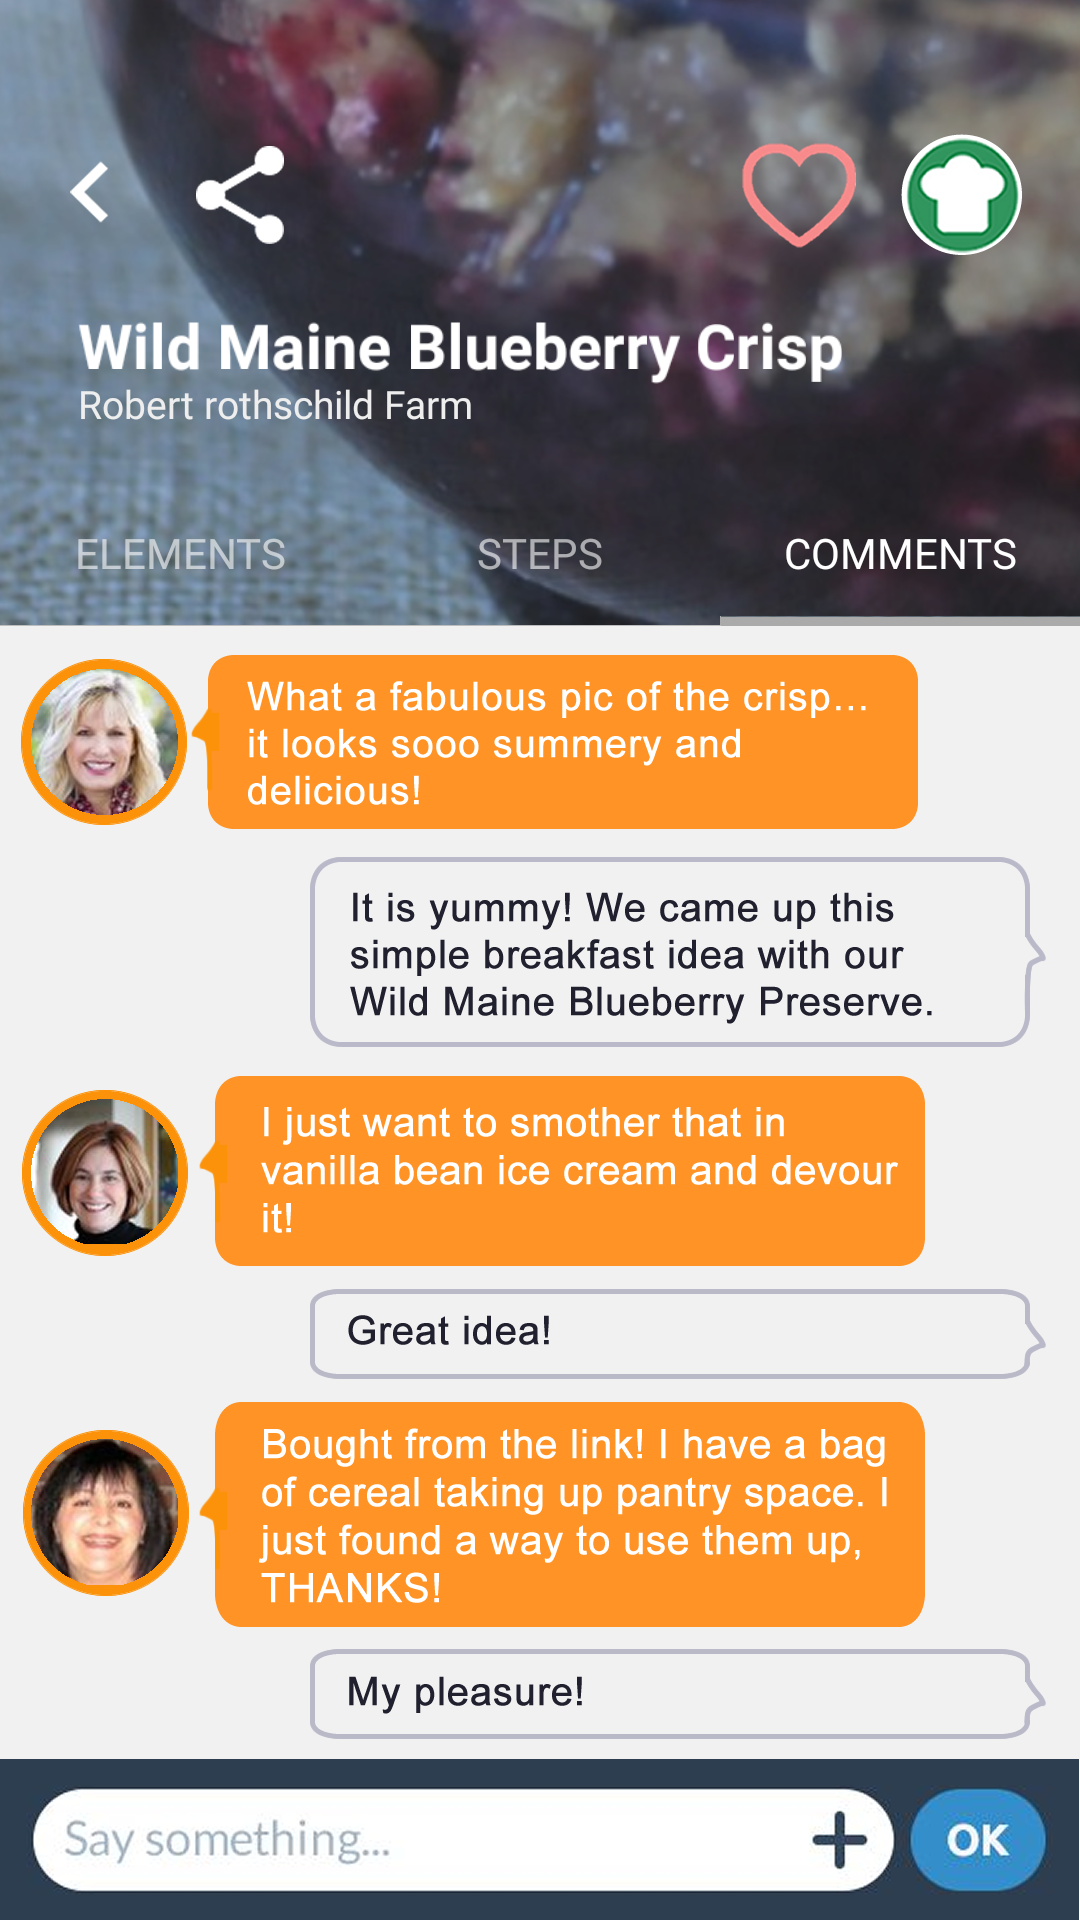 Wild Maine Blueberry Crisp
Robert rothschild Farm
ELEMENTS
STEPS
COMMENTS
What a fabulous pic of the crisp...
it looks sooo summery and
delicious!
It is yummy! We came up this
simple breakfast idea with our
Wild Maine Blueberry Preserve.
I just want to smother that in
vanilla bean ice cream and devour
it!
Great idea!
Bought from the link! I have a bag
of cereal taking up pantry space. I
just found a way to use them up,
THANKS!
My pleasure!
Say something...
OK